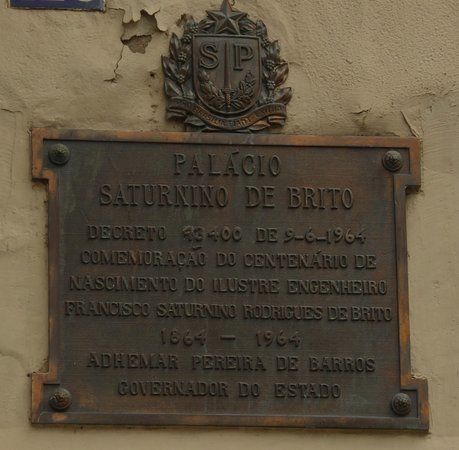 SP
PALÁCIO
SATURNINO DE BRITO
DECRETO 43400 DE 9-6-1964
COMEMORAÇÃO DO CENTENÁRIO DE
NASCIMENTO DO ILUSTRE ENGENHEIRO
FRANCISCO SATURNINO RODRIGUES DE BRITO
1864 — 1964
ADHEMAR PEREIRA DE BARROS
GOVERNADOR DO ESTADO